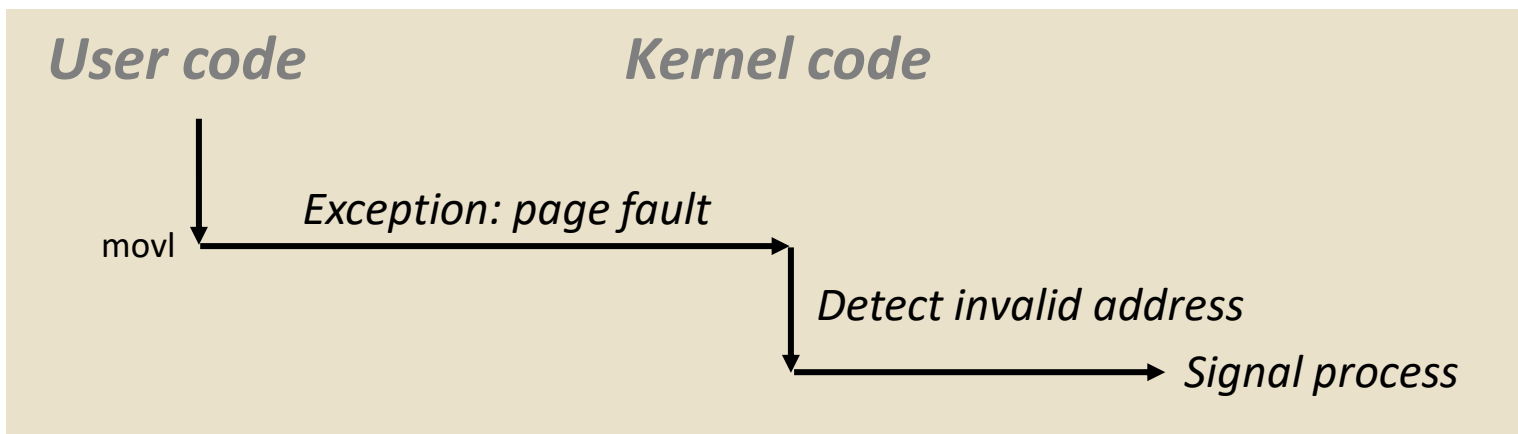 User code
Kernel code
Exception: page fault
movl
Detect invalid address
Signal process